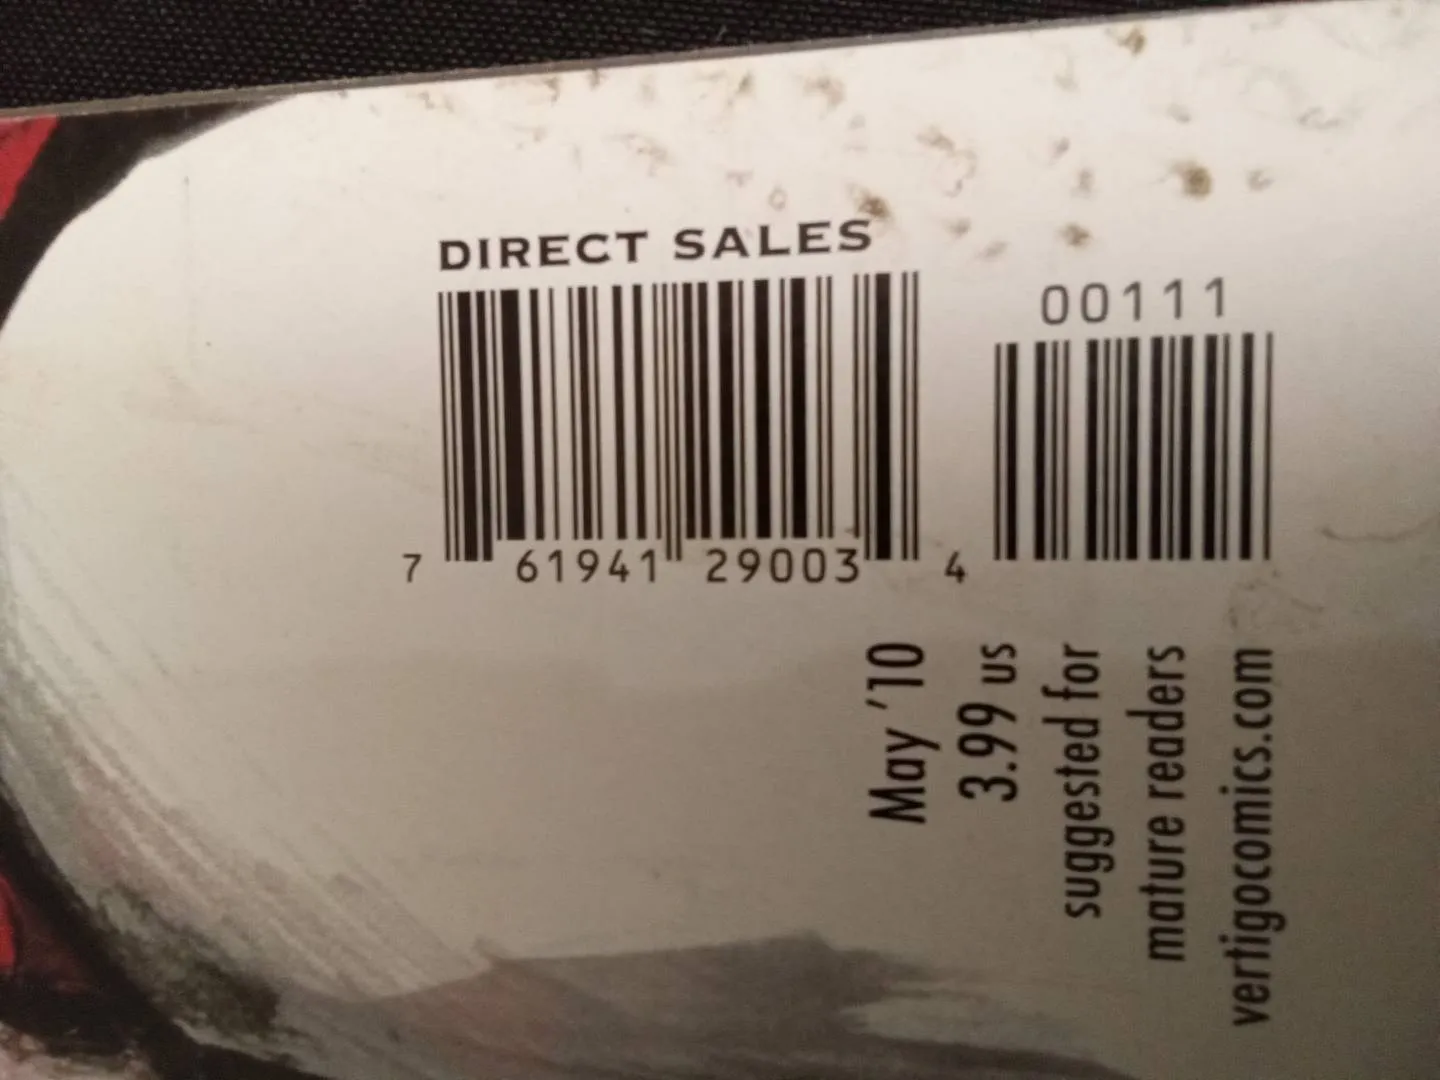 DIRECT SALES
00111
7 61941 29003 4
May '10
3.99 us
suggested for
mature readers
vertigocomics.com